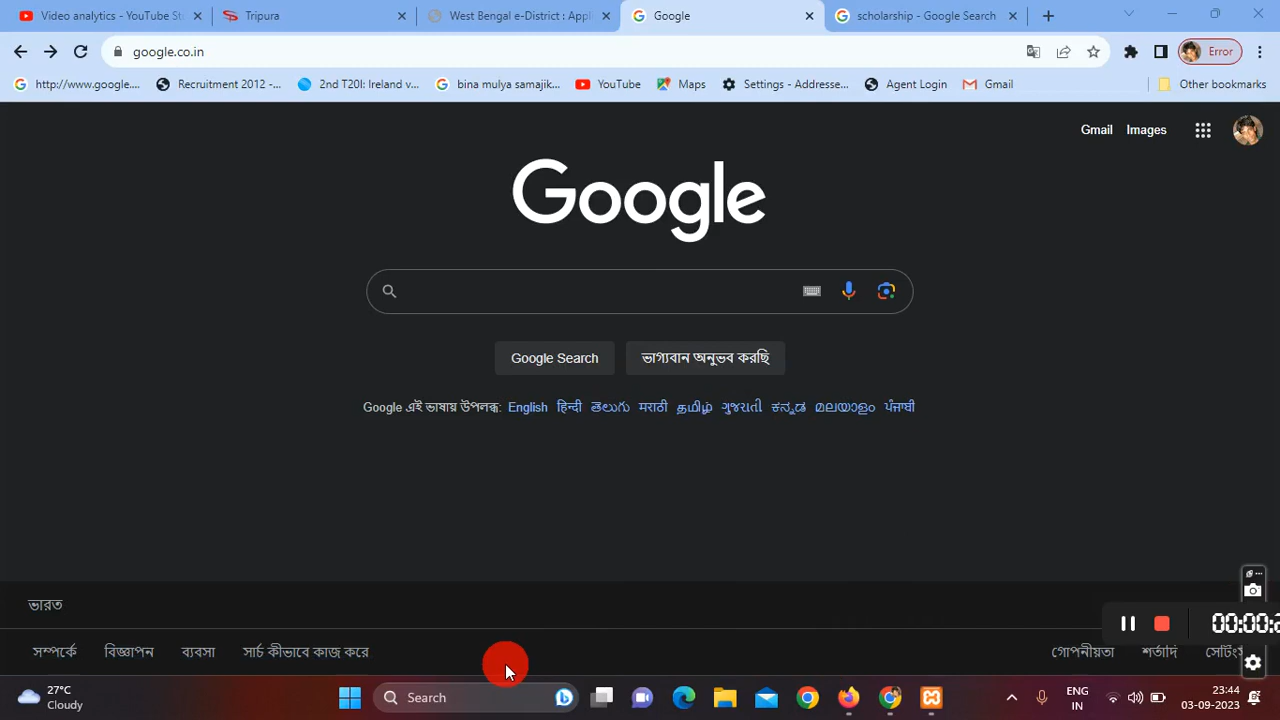 Video analytics - YouTube St
Tripura
West Bengal e-District : Appl
Google
scholarship - Google Search
google.co.in
Error
http://www.google....
Recruitment 2012 -...
2nd T20I: Ireland v...
bina mulya samajik...
YouTube
Maps
Settings - Addresse...
Agent Login
Gmail
Other bookmarks
Gmail
Images
Google
Google Search
ভাগ্যবান অনুভব করছি
Google এই ভাষায় উপলব্ধ: English हिन्दी తెలుగు मराठी தமிழ் ગુજરાતી ಕನ್ನಡ മലയാളം ਪੰਜਾਬੀ
ভারত
00:00:2
সম্পর্কে
বিজ্ঞাপন
ব্যবসা
সার্চ কীভাবে কাজ করে
গোপনীয়তা
শর্তাদি
27°C
Cloudy
Search
ENG
IN
23:44
03-09-2023